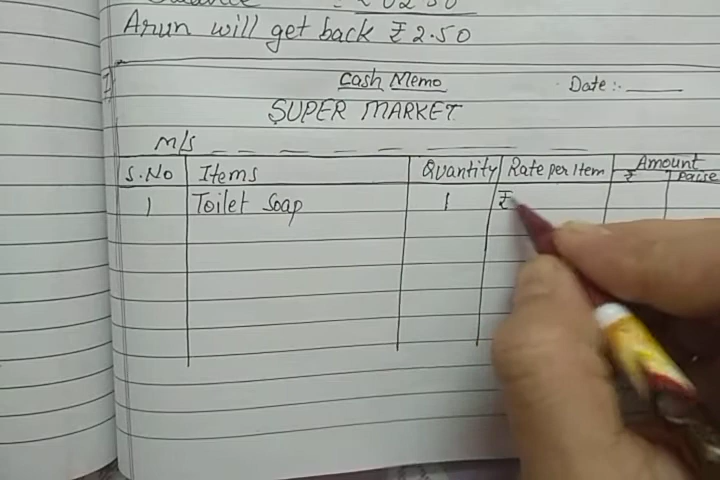 Arun will get back ₹ 2.50
Cash Memo
Date :- ______
SUPER MARKET
M/s _ _ _ _ _ _ _ _ _
S.No Items Quantity Rate per Item Amount
₹ Paise
1 Toilet Soap 1 ₹